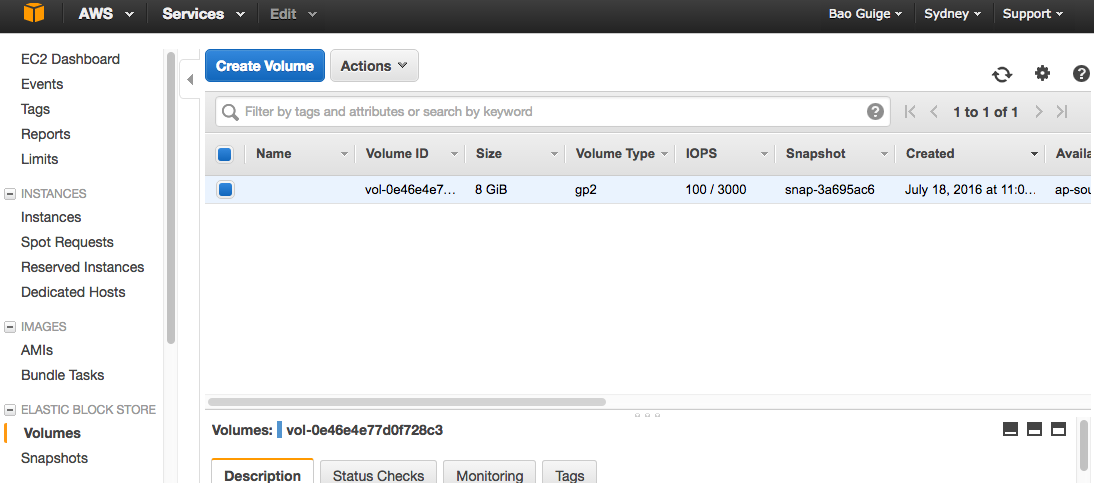 AWS Services Edit Bao Guige Sydney Support
EC2 Dashboard
Events
Tags
Reports
Limits
INSTANCES
Instances
Spot Requests
Reserved Instances
Dedicated Hosts
IMAGES
AMIs
Bundle Tasks
ELASTIC BLOCK STORE
Volumes
Snapshots
Create Volume Actions
Filter by tags and attributes or search by keyword ? 1 to 1 of 1
Name Volume ID Size Volume Type IOPS Snapshot Created Availa
vol-0e46e4e7... 8 GiB gp2 100 / 3000 snap-3a695ac6 July 18, 2016 at 11:0... ap-sou
Volumes: vol-0e46e4e77d0f728c3
Description Status Checks Monitoring Tags